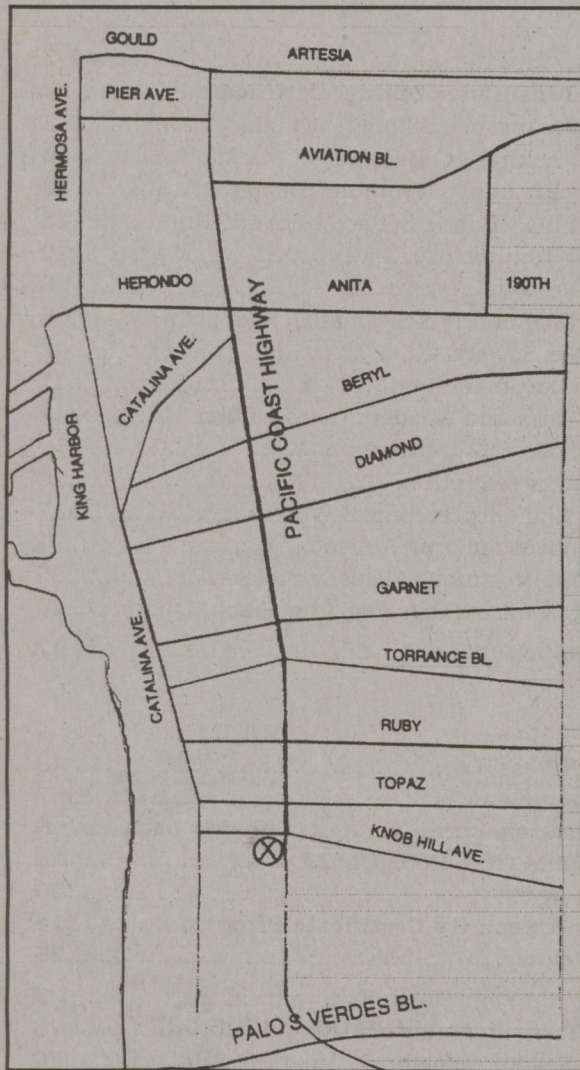 GOULD
ARTESIA
PIER AVE.
HERMOSA AVE.
AVIATION BL.
HERONDO
ANITA
190TH
CATALINA AVE.
BERYL
PACIFIC COAST HIGHWAY
DIAMOND
KING HARBOR
GARNET
CATALINA AVE.
TORRANCE BL.
RUBY
TOPAZ
KNOB HILL AVE.
PALO S VERDES BL.